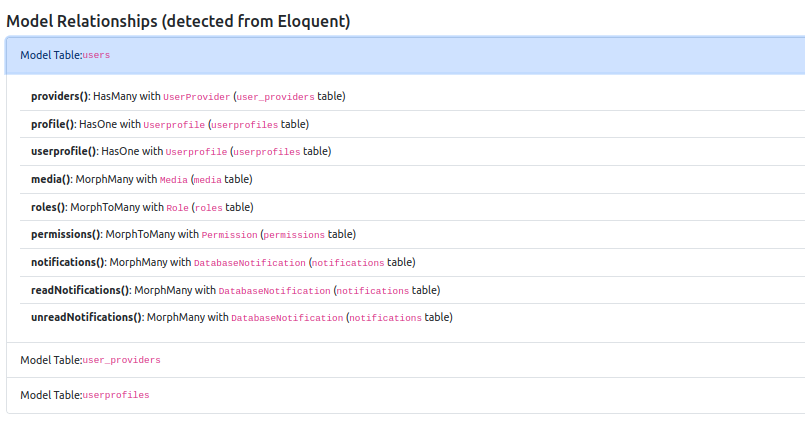 Model Relationships (detected from Eloquent)
Model Table:users
providers(): HasMany with UserProvider (user_providers table)
profile(): HasOne with Userprofile (userprofiles table)
userprofile(): HasOne with Userprofile (userprofiles table)
media(): MorphMany with Media (media table)
roles(): MorphToMany with Role (roles table)
permissions(): MorphToMany with Permission (permissions table)
notifications(): MorphMany with DatabaseNotification (notifications table)
readNotifications(): MorphMany with DatabaseNotification (notifications table)
unreadNotifications(): MorphMany with DatabaseNotification (notifications table)
Model Table:user_providers
Model Table:userprofiles